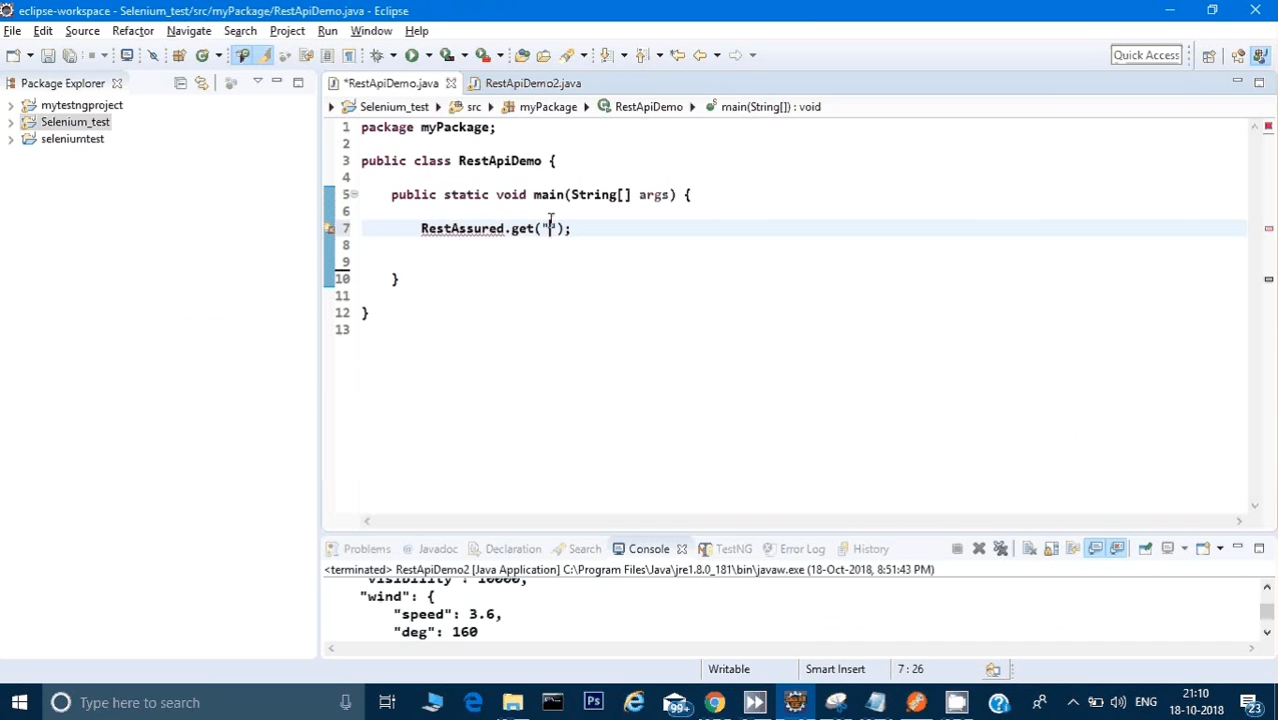 eclipse-workspace - Selenium_test/src/myPackage/RestApiDemo.java - Eclipse
File Edit Source Refactor Navigate Search Project Run Window Help
Quick Access
Package Explorer
*RestApiDemo.java RestApiDemo2.java
mytestngproject
Selenium_test
seleniumtest
Selenium_test src myPackage RestApiDemo main(String[]) : void
1 package myPackage;
2
3 public class RestApiDemo {
4
5 public static void main(String[] args) {
6
7 RestAssured.get("");
8
9
10 }
11
12 }
13
Problems Javadoc Declaration Search Console TestNG Error Log History
<terminated> RestApiDemo2 [Java Application] C:\Program Files\Java\jre1.8.0_181\bin\javaw.exe (18-Oct-2018, 8:51:43 PM)
"visibility": 10000,
"wind": {
"speed": 3.6,
"deg": 160
Writable Smart Insert 7 : 26
Type here to search
99+
Ps
ENG
21:10
18-10-2018
23